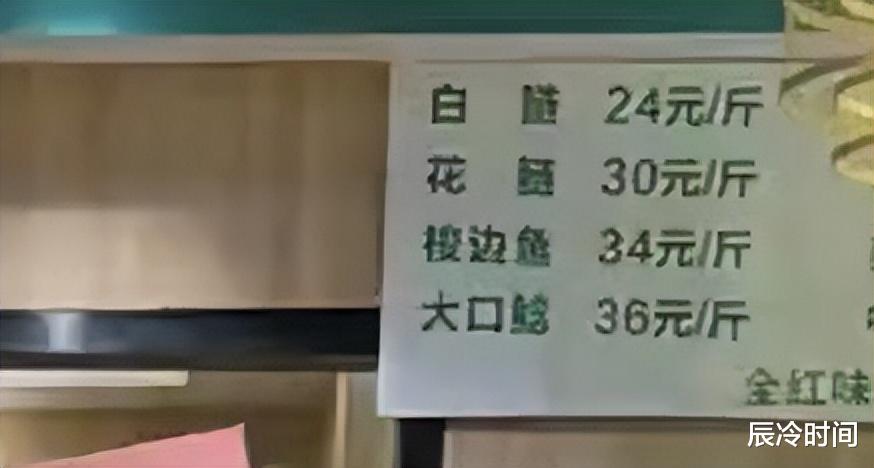 白鲢 24元/斤
花鲢 30元/斤
梭边鱼 34元/斤
大口鲶 36元/斤
全红味
辰冷时间